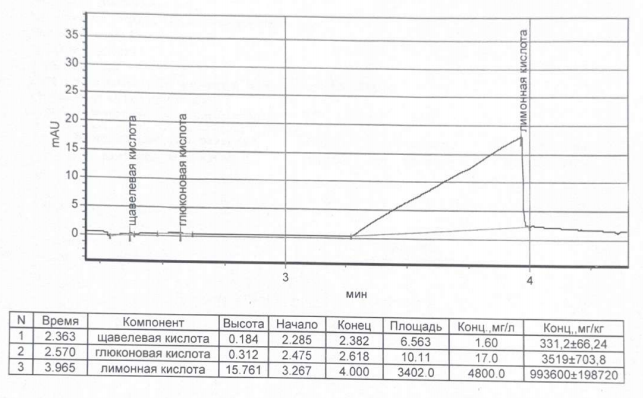 35
30
25
20
15
10
5
0
mAU
щавелевая кислота
глюконовая кислота
лимонная кислота
3
4
мин
N Время Компонент Высота Начало Конец Площадь Конц.,мг/л Конц.,мг/кг
1 2.363 щавелевая кислота 0.184 2.285 2.382 6.563 1.60 331,2±66,24
2 2.570 глюконовая кислота 0.312 2.475 2.618 10.11 17.0 3519±703,8
3 3.965 лимонная кислота 15.761 3.267 4.000 3402.0 4800.0 993600±198720